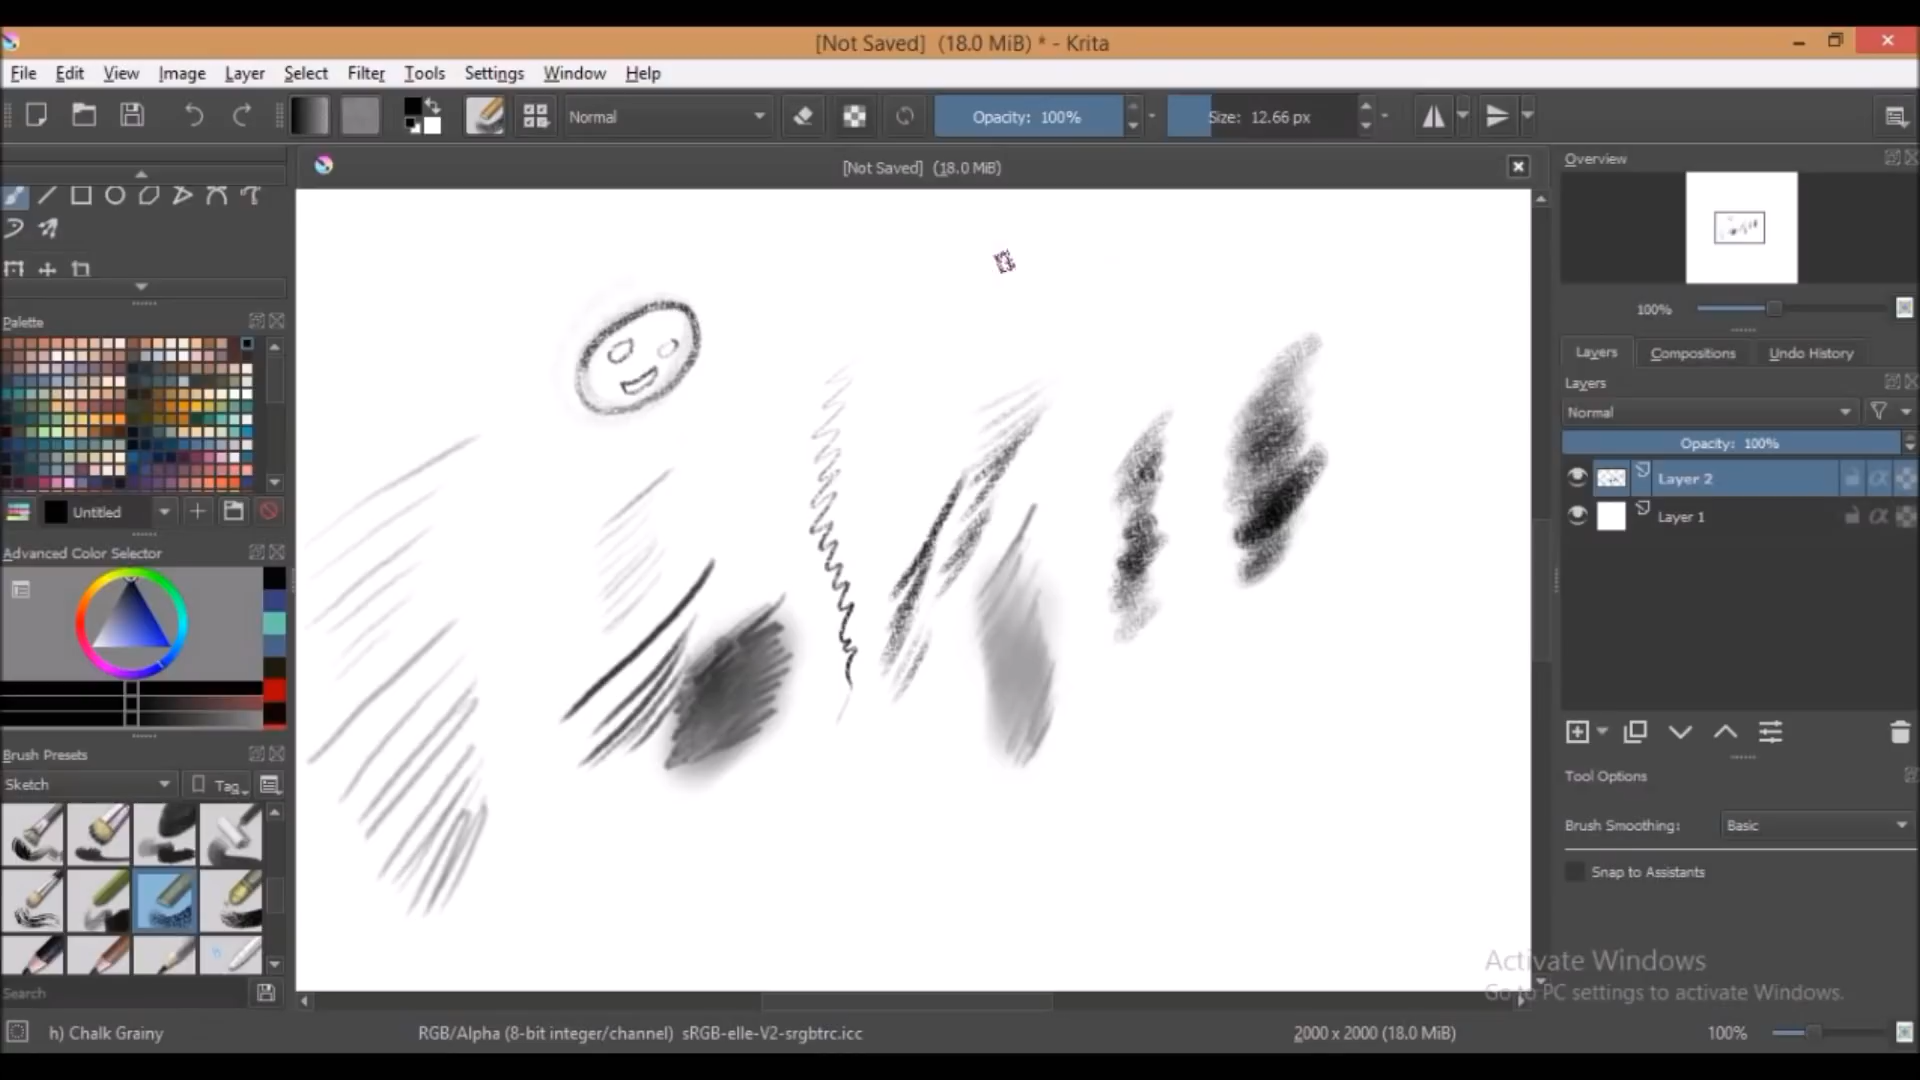 [Not Saved] (18.0 MiB) * - Krita
File Edit View Image Layer Select Filter Tools Settings Window Help
Normal Opacity: 100% Size: 12.66 px
[Not Saved] (18.0 MiB)
Overview
100%
Palette
Layers Compositions Undo History
Layers
Normal
Opacity: 100%
Layer 2
Layer 1
Untitled
Advanced Color Selector
Brush Presets
Sketch Tag
Tool Options
Brush Smoothing: Basic
Snap to Assistants
Activate Windows
Go to PC settings to activate Windows.
Search
h) Chalk Grainy RGB/Alpha (8-bit integer/channel) sRGB-elle-V2-srgbtrc.icc 2000 x 2000 (18.0 MiB) 100%